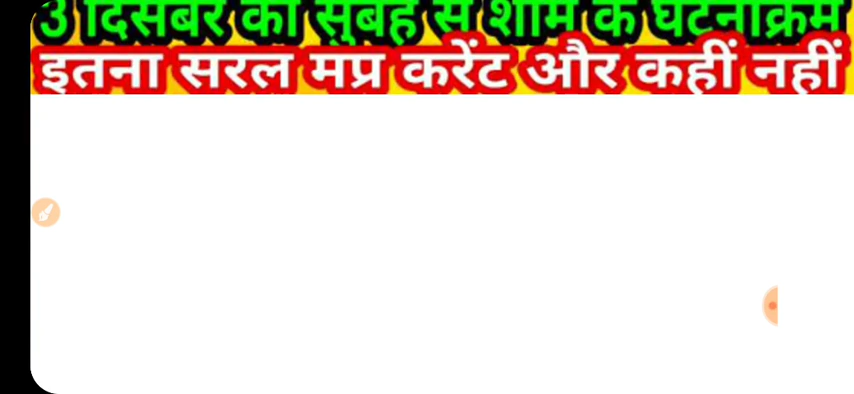 3 दिसंबर की सुबह से शाम के घटनाक्रम
इतना सरल मप्र करेंट और कहीं नहीं